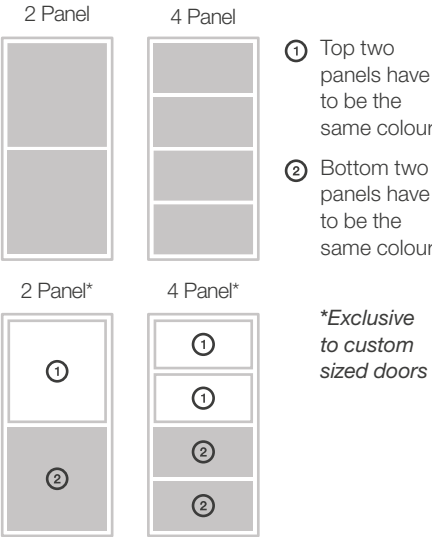 2 Panel
4 Panel
① Top two
panels have
to be the
same colour
② Bottom two
panels have
to be the
same colour
2 Panel*
4 Panel*
*Exclusive
to custom
sized doors
①
②
①
①
②
②